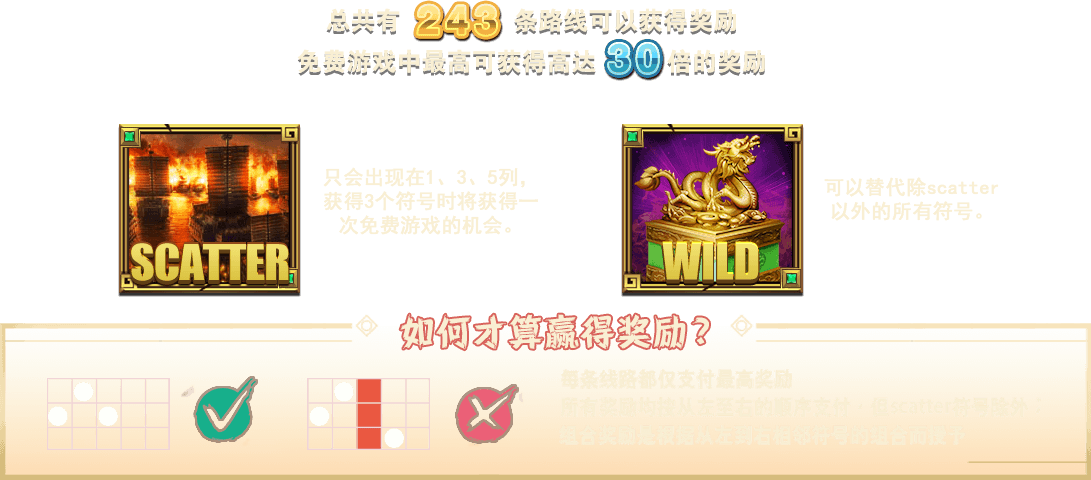 总共有 243 条路线可以获得奖励
免费游戏中最高可获得高达 30 倍的奖励
SCATTER
只会出现在1、3、5列，
获得3个符号时将获得一
次免费游戏的机会。
WILD
可以替代除scatter
以外的所有符号。
如何才算赢得奖励？
每条线路都仅支付最高奖励